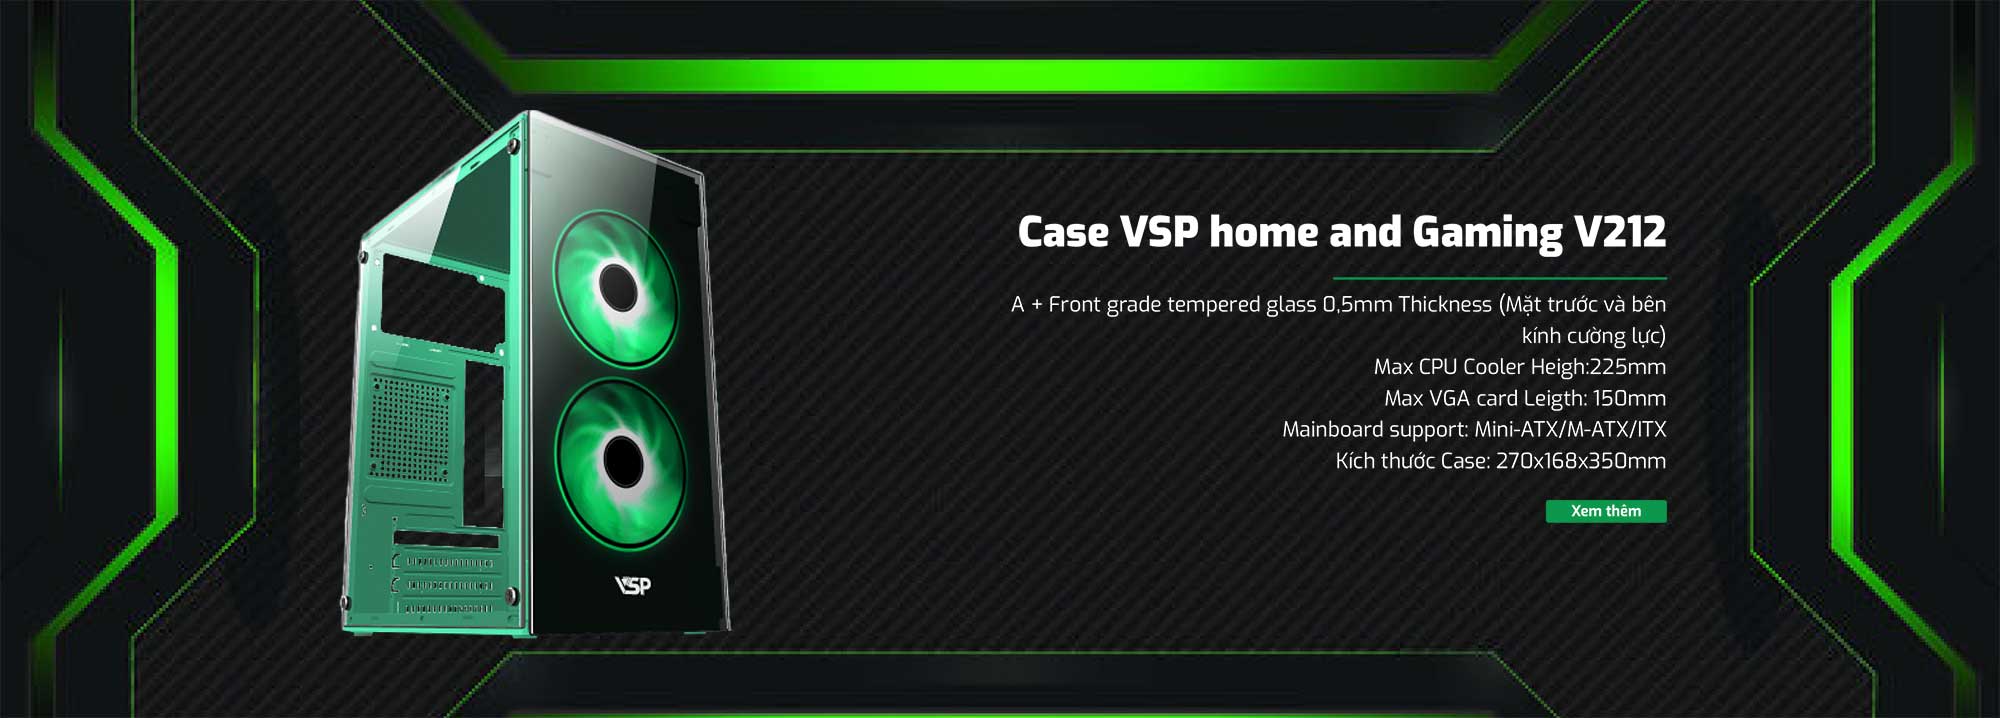 Case VSP home and Gaming V212
A + Front grade tempered glass 0,5mm Thickness (Mặt trước và bên
kính cường lực)
Max CPU Cooler Heigh:225mm
Max VGA card Leigth: 150mm
Mainboard support: Mini-ATX/M-ATX/ITX
Kích thước Case: 270x168x350mm
Xem thêm
VSP